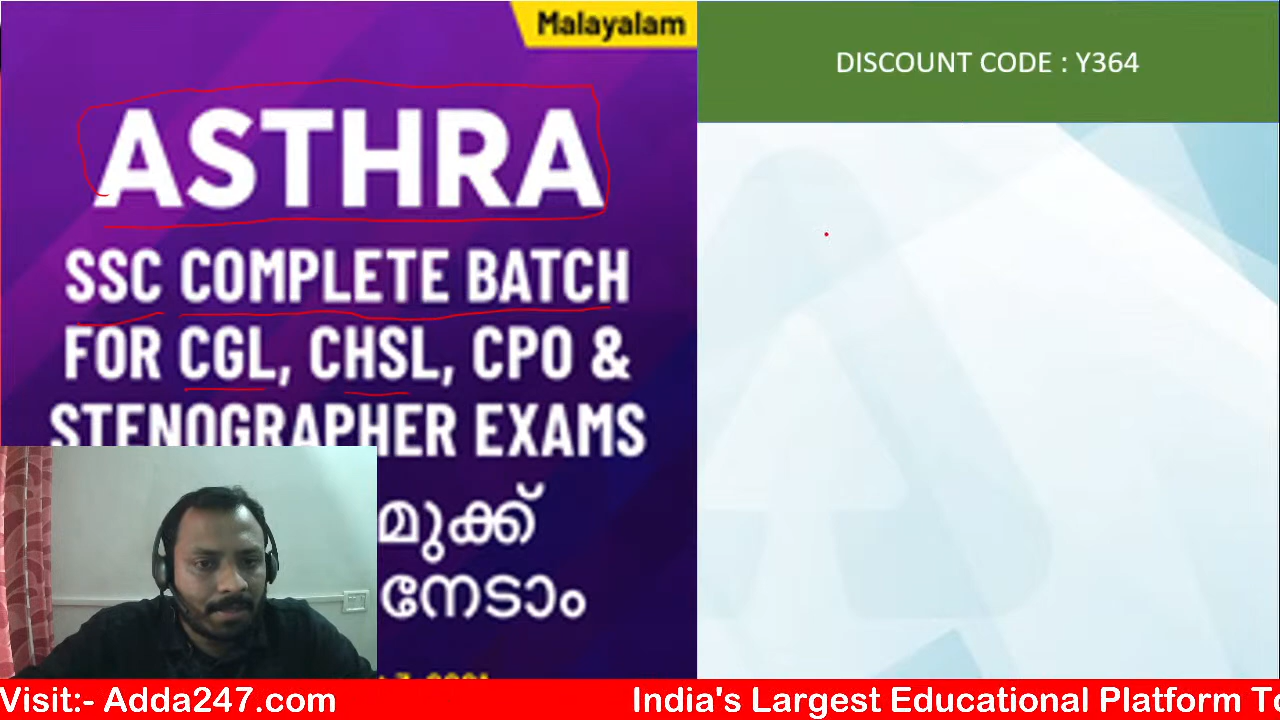 Malayalam
ASTHRA
SSC COMPLETE BATCH
FOR CGL, CHSL, CPO &
STENOGRAPHER EXAMS
മുക്ക്
നേടാം
DISCOUNT CODE : Y364
Visit:- Adda247.com
India's Largest Educational Platform To